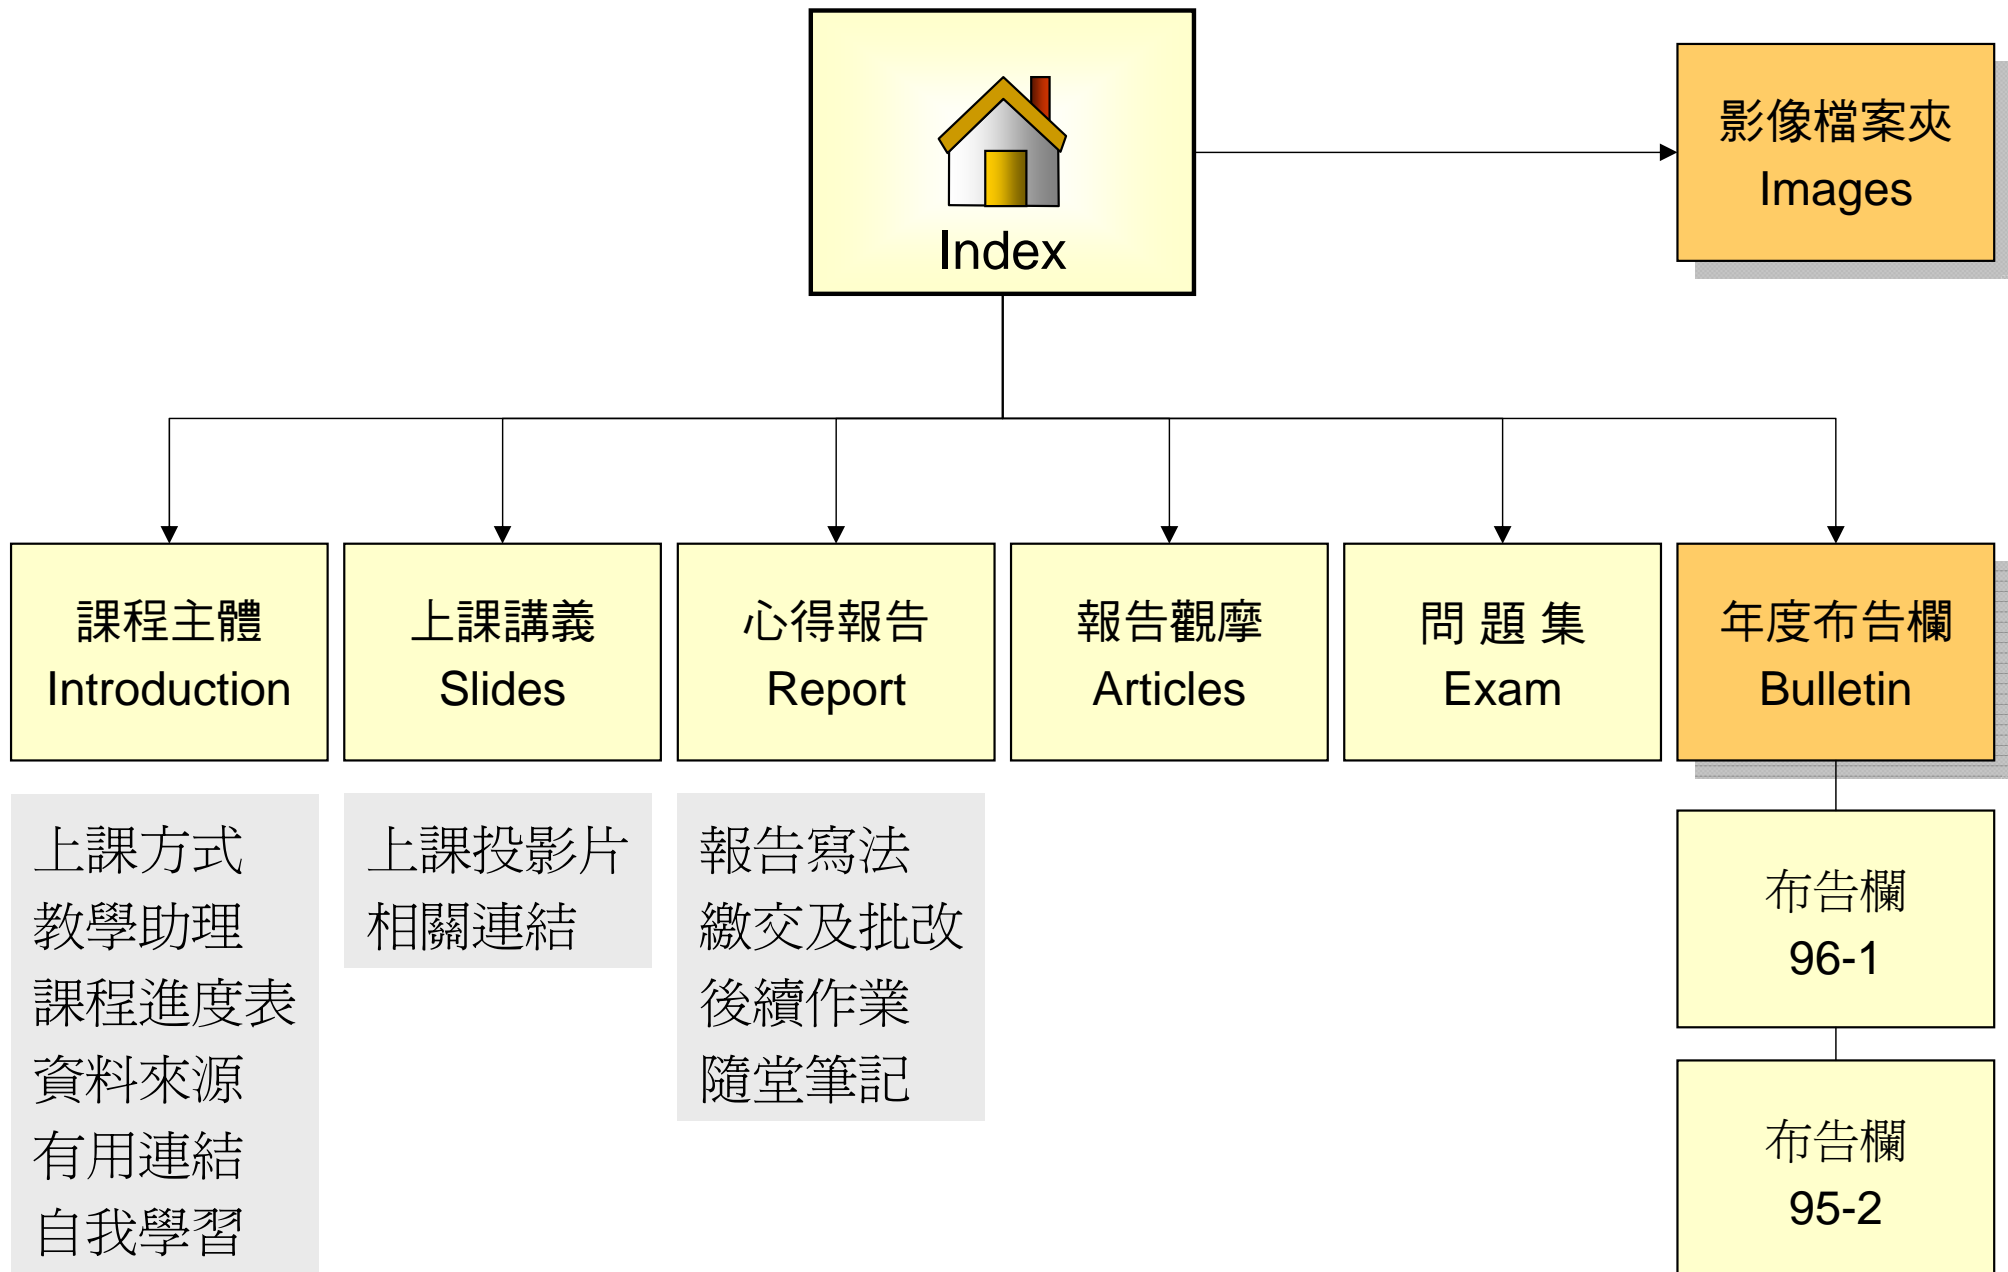 Index
影像檔案夾
Images
課程主體
Introduction
上課講義
Slides
心得報告
Report
報告觀摩
Articles
問 題 集
Exam
年度布告欄
Bulletin
上課方式
教學助理
課程進度表
資料來源
有用連結
自我學習
上課投影片
相關連結
報告寫法
繳交及批改
後續作業
隨堂筆記
布告欄
96-1
布告欄
95-2